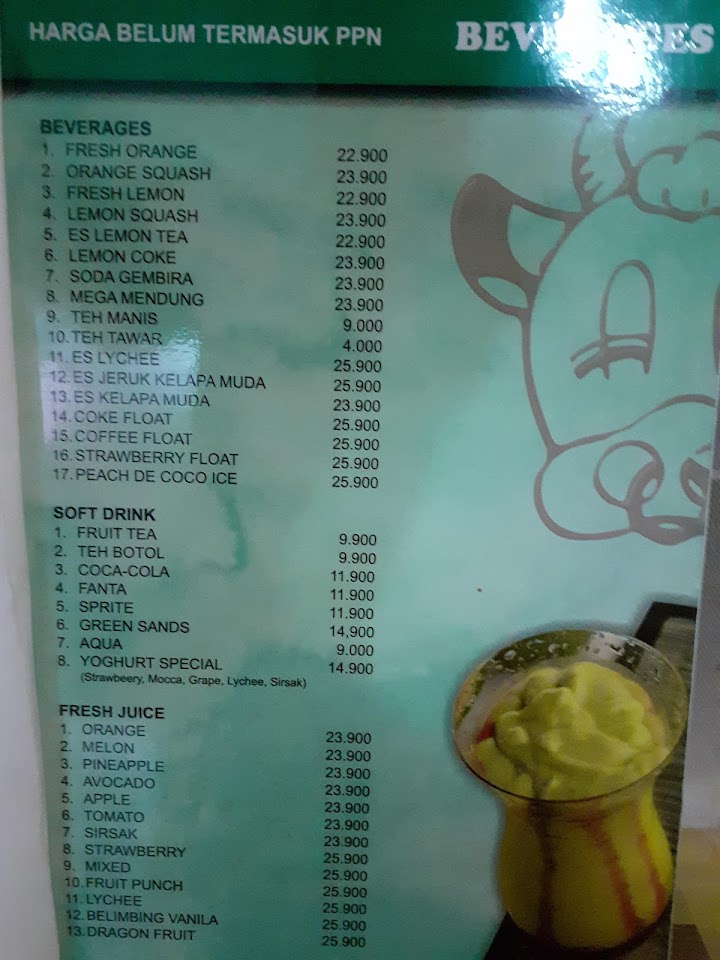 HARGA BELUM TERMASUK PPN
BEVERAGES
1. FRESH ORANGE 22.900
2. ORANGE SQUASH 23.900
3. FRESH LEMON 22.900
4. LEMON SQUASH 23.900
5. ES LEMON TEA 22.900
6. LEMON COKE 23.900
7. SODA GEMBIRA 23.900
8. MEGA MENDUNG 23.900
9. TEH MANIS 9.000
10. TEH TAWAR 4.000
11. ES LYCHEE 25.900
12. ES JERUK KELAPA MUDA 25.900
13. ES KELAPA MUDA 23.900
14. COKE FLOAT 25.900
15. COFFEE FLOAT 25.900
16. STRAWBERRY FLOAT 25.900
17. PEACH DE COCO ICE 25.900
SOFT DRINK
1. FRUIT TEA 9.900
2. TEH BOTOL 9.900
3. COCA-COLA 11.900
4. FANTA 11.900
5. SPRITE 11.900
6. GREEN SANDS 14,900
7. AQUA 9.000
8. YOGHURT SPECIAL 14.900
(Strawbeery, Mocca, Grape, Lychee, Sirsak)
FRESH JUICE
1. ORANGE 23.900
2. MELON 23.900
3. PINEAPPLE 23.900
4. AVOCADO 23.900
5. APPLE 23.900
6. TOMATO 23.900
7. SIRSAK 23.900
8. STRAWBERRY 25.900
9. MIXED 25.900
10. FRUIT PUNCH 25.900
11. LYCHEE 25.900
12. BELIMBING VANILA 25.900
13. DRAGON FRUIT 25.900